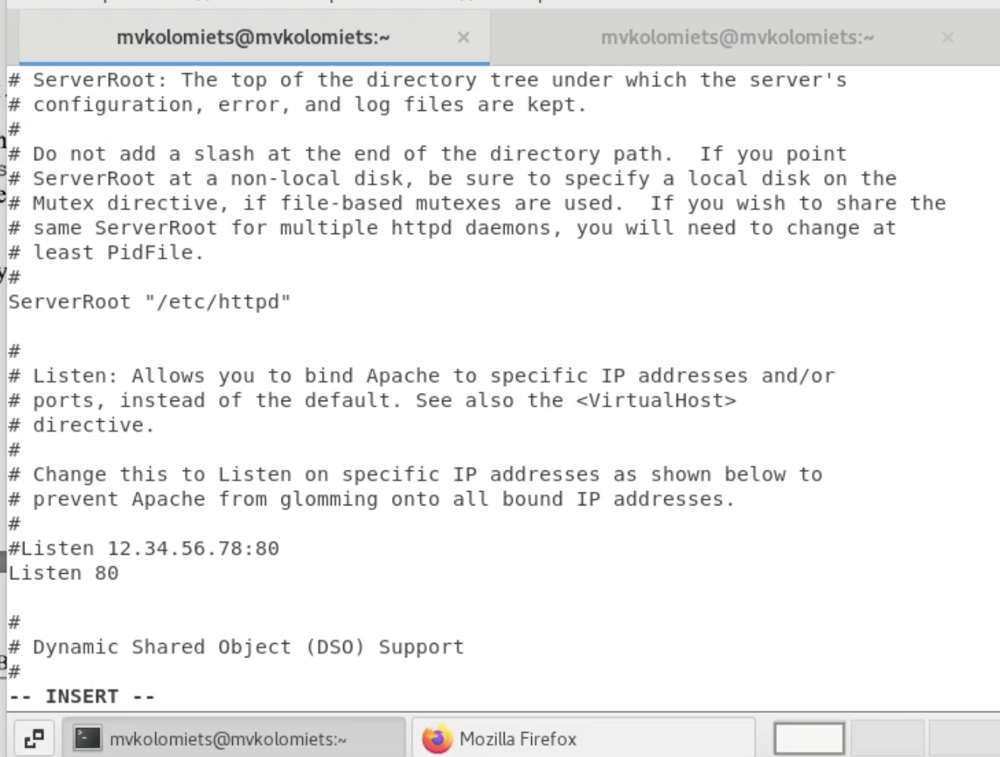 mvkolomiets@mvkolomiets:~ × mvkolomiets@mvkolomiets:~ ×
# ServerRoot: The top of the directory tree under which the server's
# configuration, error, and log files are kept.
#
# Do not add a slash at the end of the directory path.  If you point
# ServerRoot at a non-local disk, be sure to specify a local disk on the
# Mutex directive, if file-based mutexes are used.  If you wish to share the
# same ServerRoot for multiple httpd daemons, you will need to change at
# least PidFile.
#
ServerRoot "/etc/httpd"
#
# Listen: Allows you to bind Apache to specific IP addresses and/or
# ports, instead of the default. See also the <VirtualHost>
# directive.
#
# Change this to Listen on specific IP addresses as shown below to
# prevent Apache from glomming onto all bound IP addresses.
#
#Listen 12.34.56.78:80
Listen 80
#
# Dynamic Shared Object (DSO) Support
#
-- INSERT --
mvkolomiets@mvkolomiets:~ Mozilla Firefox